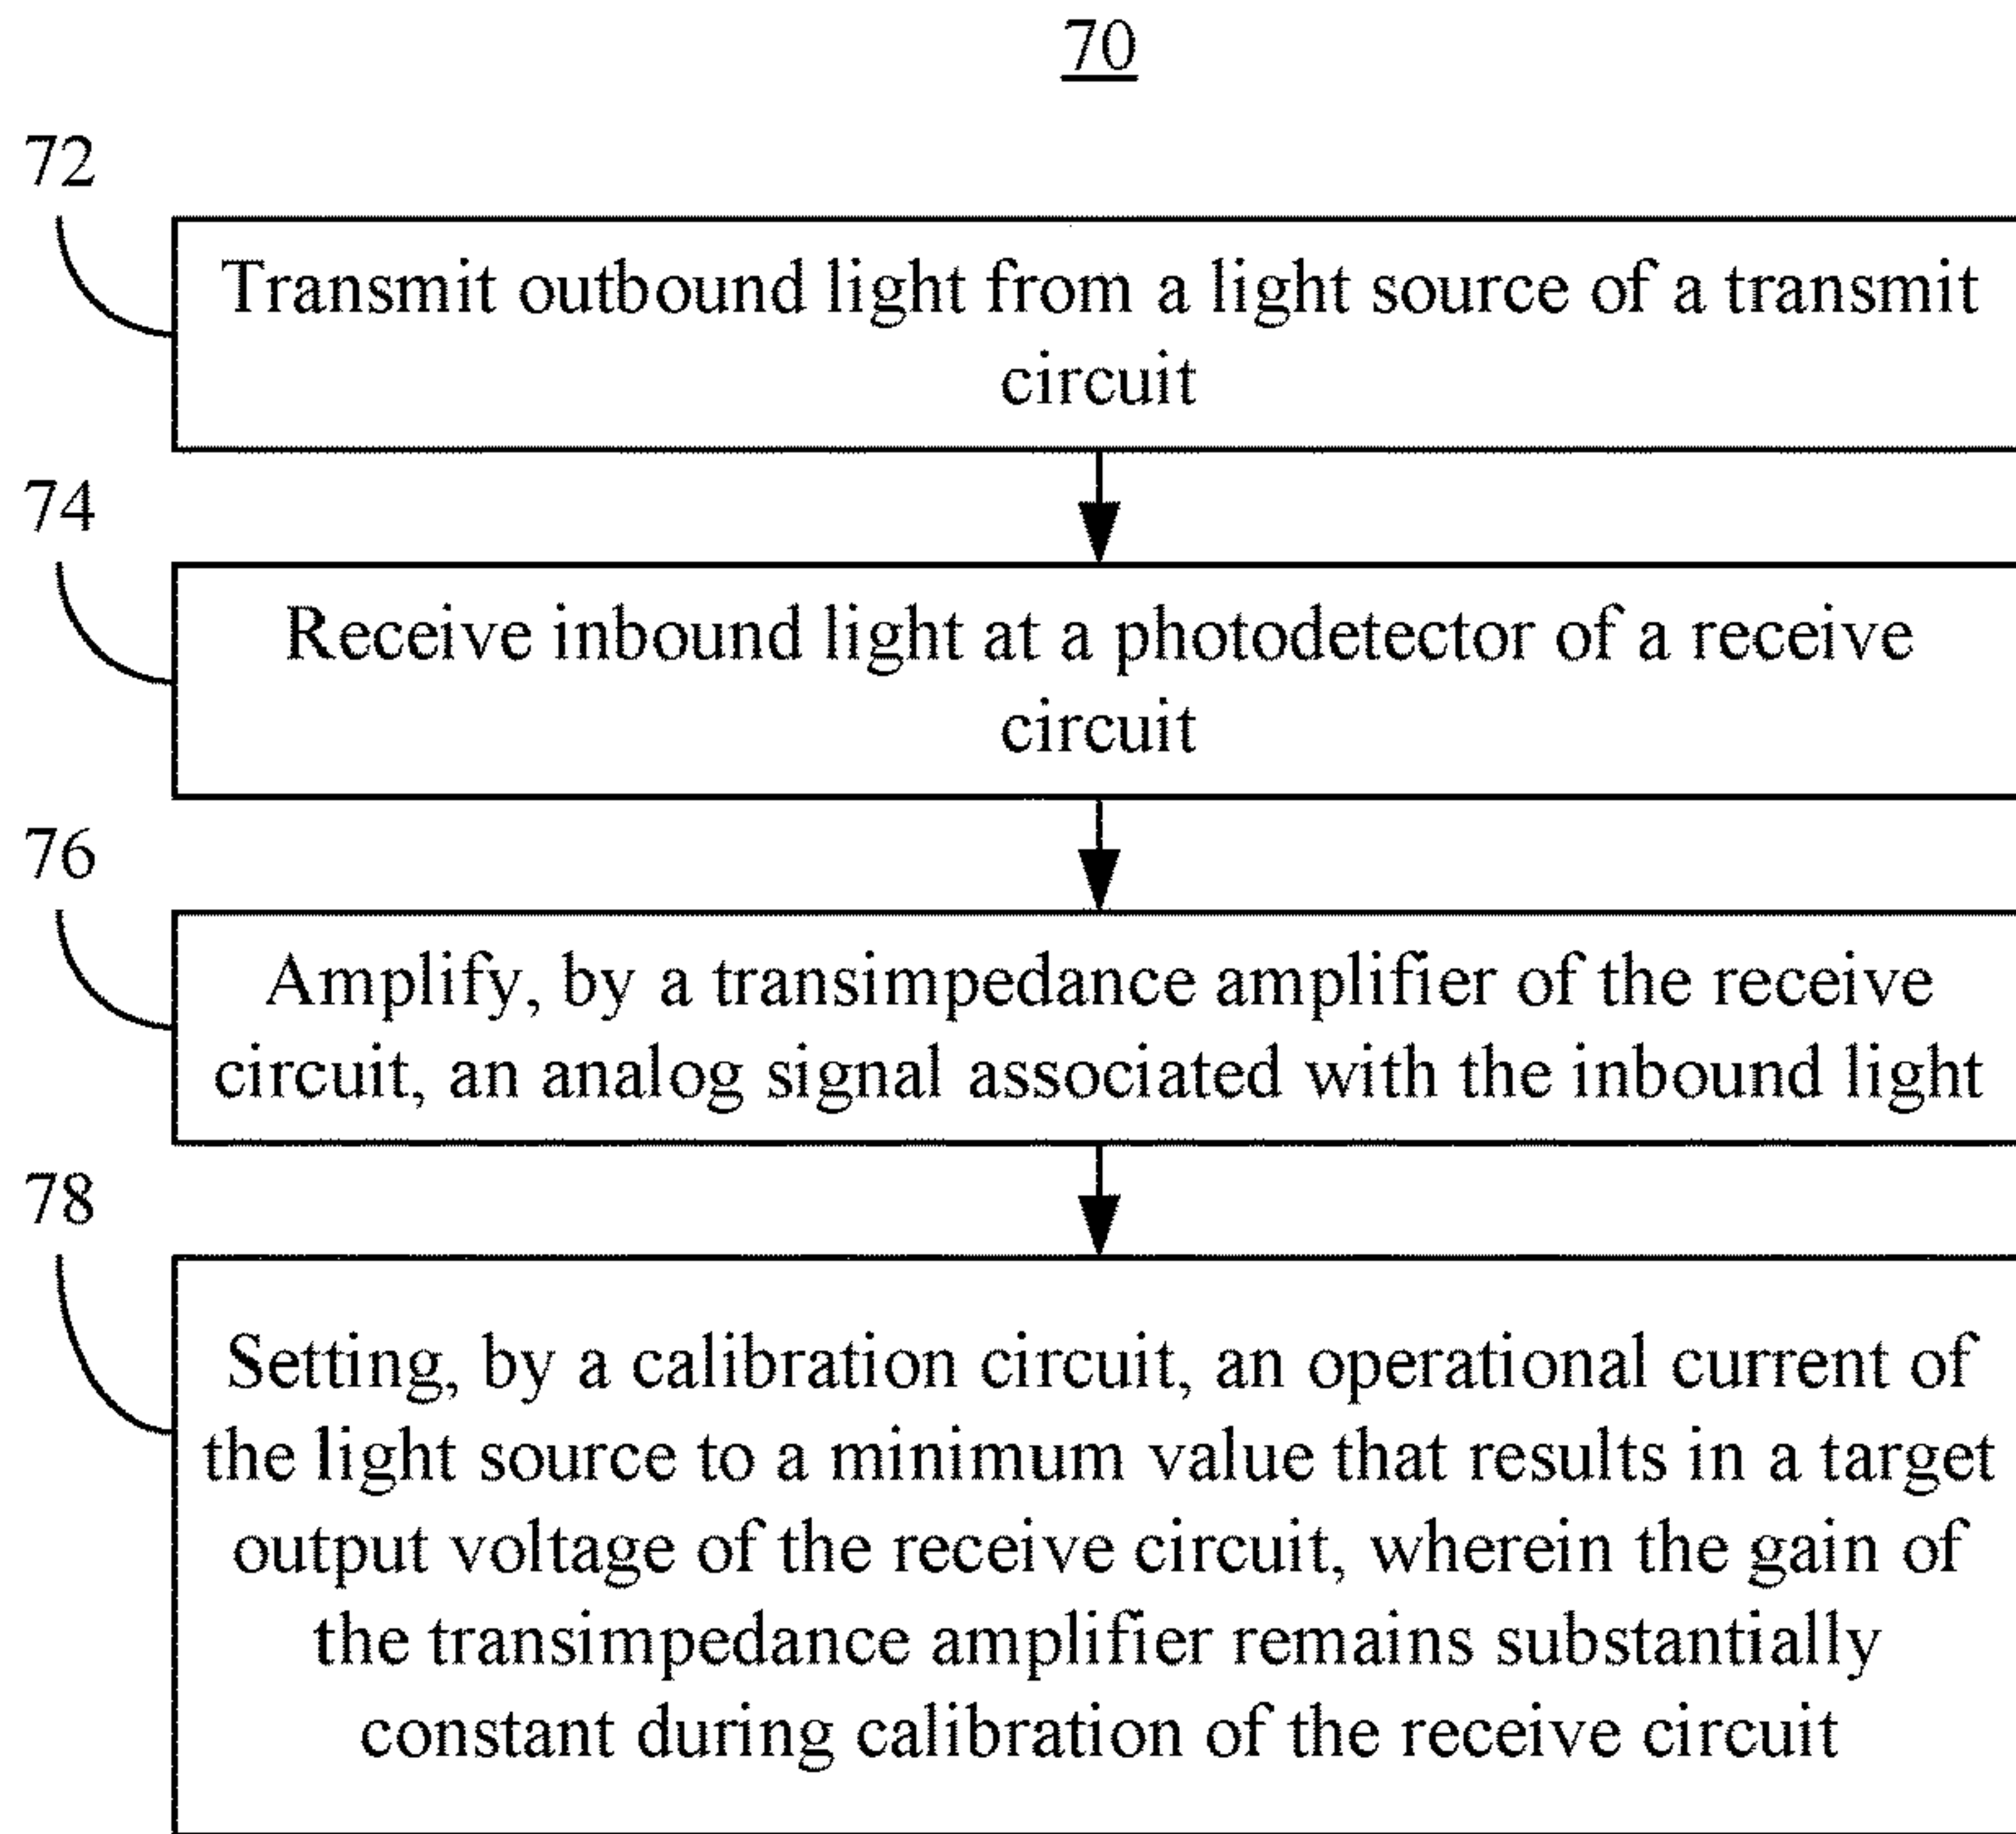 70
72
Transmit outbound light from a light source of a transmit
circuit
74
Receive inbound light at a photodetector of a receive
circuit
76
Amplify, by a transimpedance amplifier of the receive
circuit, an analog signal associated with the inbound light
78
Setting, by a calibration circuit, an operational current of
the light source to a minimum value that results in a target
output voltage of the receive circuit, wherein the gain of
the transimpedance amplifier remains substantially
constant during calibration of the receive circuit